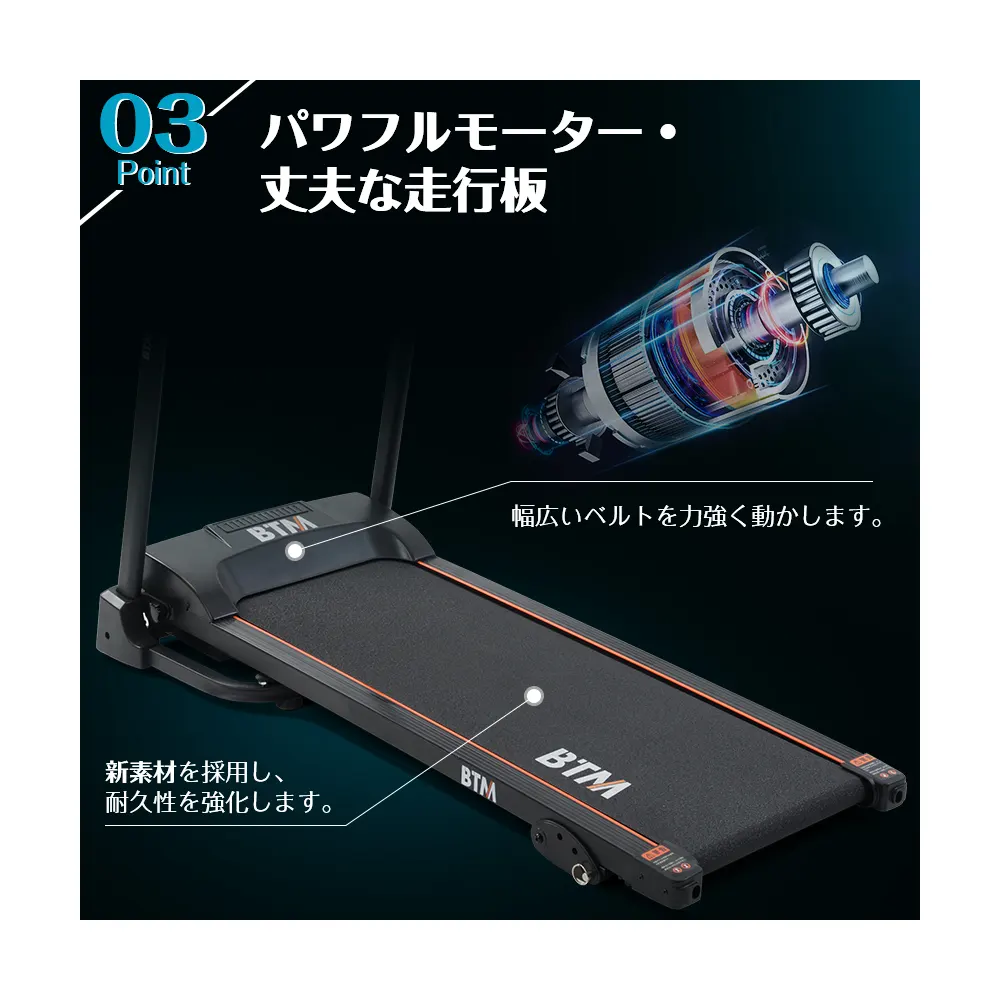 03
Point
パワフルモーター・
丈夫な走行板
幅広いベルトを力強く動かします。
BTM
新素材を採用し、
耐久性を強化します。
BTM
BTM